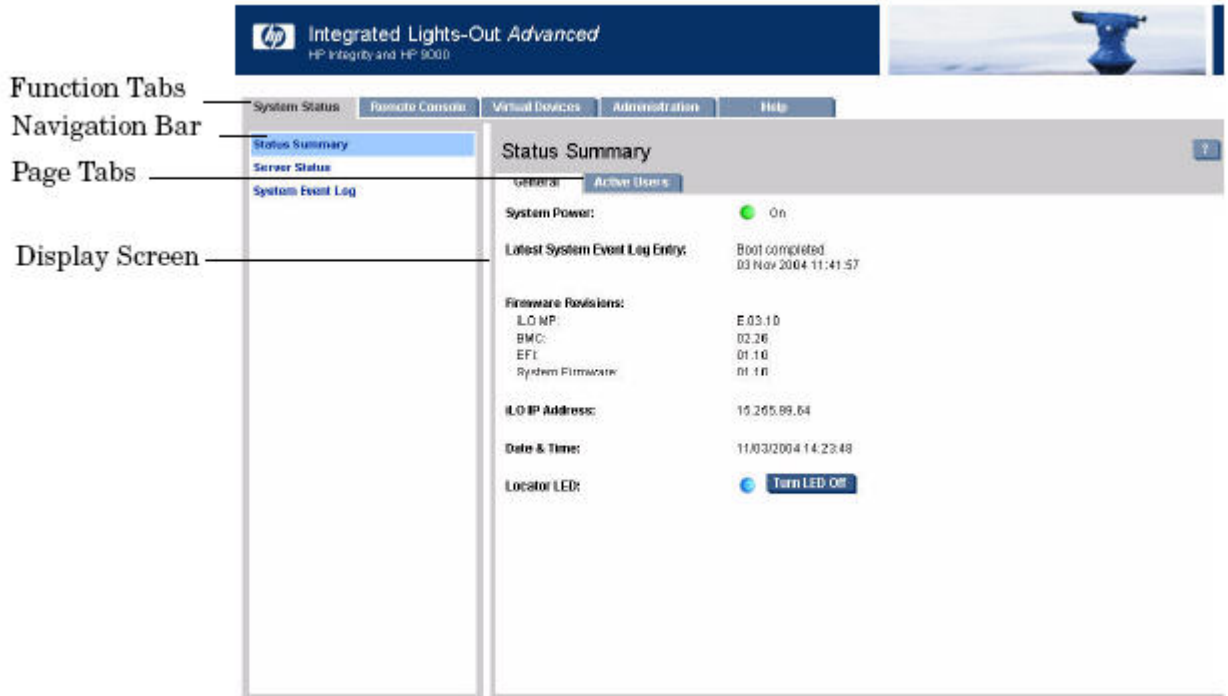 hp
Integrated Lights-Out Advanced
HP Integrity and HP 9000
Function Tabs
Navigation Bar
Page Tabs
Display Screen
System Status
Remote Console
Virtual Devices
Administration
Help
Status Summary
Server Status
System Event Log
Status Summary
?
General
Active Users
System Power:
On
Latest System Event Log Entry:
Boot completed
03 Nov 2004 11:41:57
Firmware Revisions:
iLO MP:
E.03.10
BMC:
02.26
EFI:
01.10
System Firmware:
01.10
iLO IP Address:
Date & Time:
11/03/2004 14:23:48
Locator LED:
Turn LED Off